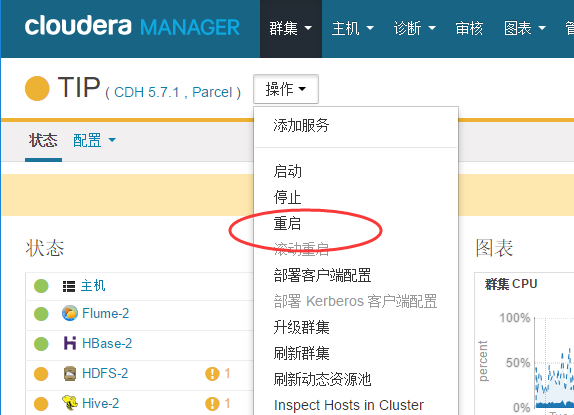 cloudera MANAGER 群集 主机 诊断 审核 图表
TIP ( CDH 5.7.1 , Parcel ) 操作
添加服务
状态 配置
启动
停止
重启
滚动重启
部署客户端配置
部署 Kerberos 客户端配置
升级群集
刷新群集
刷新动态资源池
Inspect Hosts in Cluster
状态
主机
Flume-2
HBase-2
HDFS-2 1
Hive-2 1
图表
群集 CPU
percent
100%
50%
0%